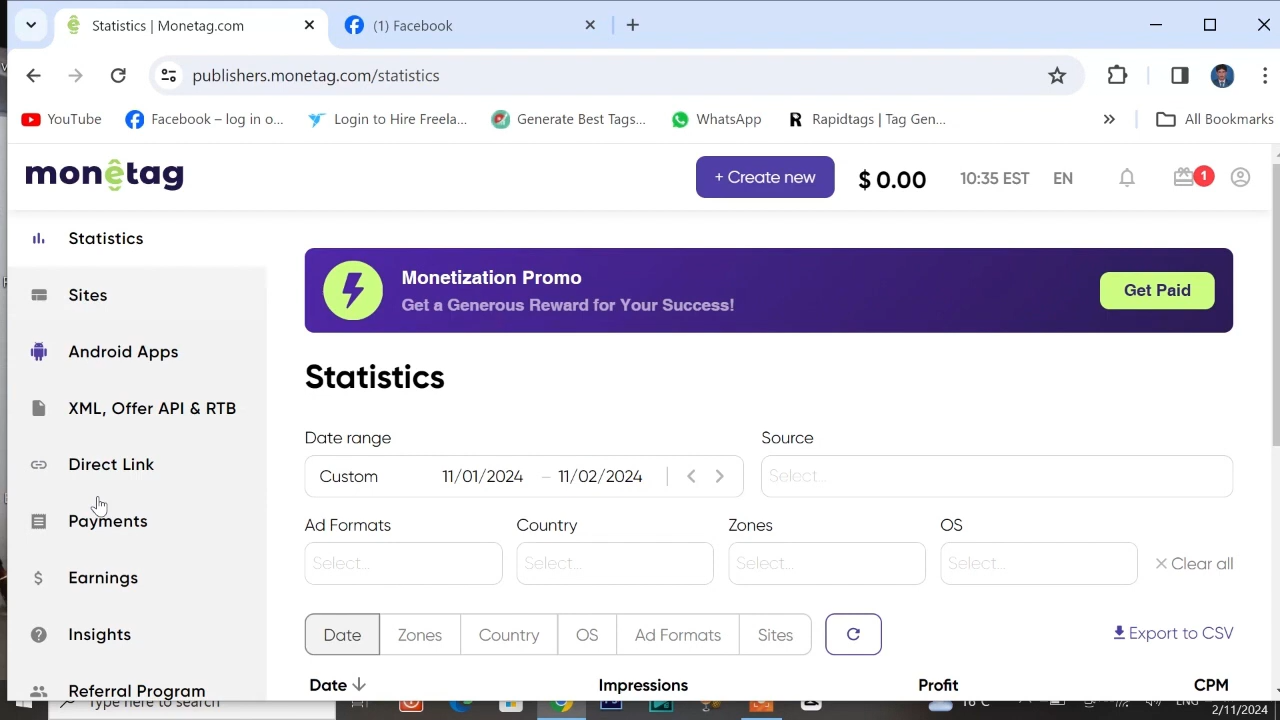 Statistics | Monetag.com
(1) Facebook
publishers.monetag.com/statistics
YouTube
Facebook – log in o...
Login to Hire Freela...
Generate Best Tags...
WhatsApp
Rapidtags | Tag Gen...
All Bookmarks
monetag
+ Create new
$ 0.00
10:35 EST
EN
1
Statistics
Sites
Android Apps
XML, Offer API & RTB
Direct Link
Payments
Earnings
Insights
Referral Program
Monetization Promo
Get a Generous Reward for Your Success!
Get Paid
Statistics
Date range
Source
Custom 11/01/2024 – 11/02/2024
Select...
Ad Formats
Country
Zones
OS
Select...
Select...
Select...
Select...
Clear all
Date
Zones
Country
OS
Ad Formats
Sites
Export to CSV
Date
Impressions
Profit
CPM
Type here to search
16°C
ENG
2/11/2024